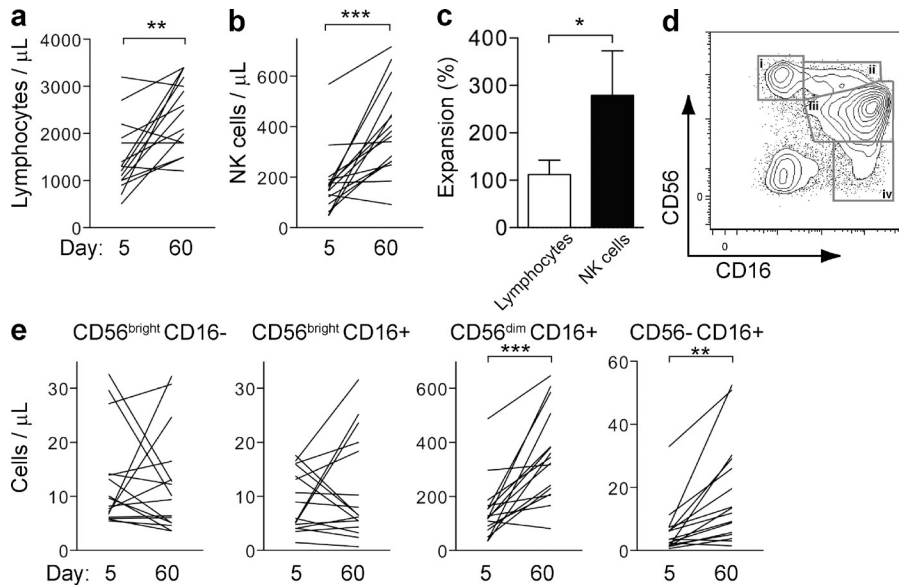 a
**
Lymphocytes / μL
4000
3000
2000
1000
0
Day: 5 60
b
***
NK cells / μL
600
400
200
0
5 60
c
*
Expansion (%)
400
300
200
100
0
Lymphocytes
NK cells
d
i
ii
iii
iv
CD56
0
0
CD16
e
CD56bright CD16-
Cells / μL
30
20
10
0
Day: 5 60
CD56bright CD16+
30
20
10
0
5 60
CD56dim CD16+
***
600
400
200
0
5 60
CD56- CD16+
**
60
40
20
0
5 60